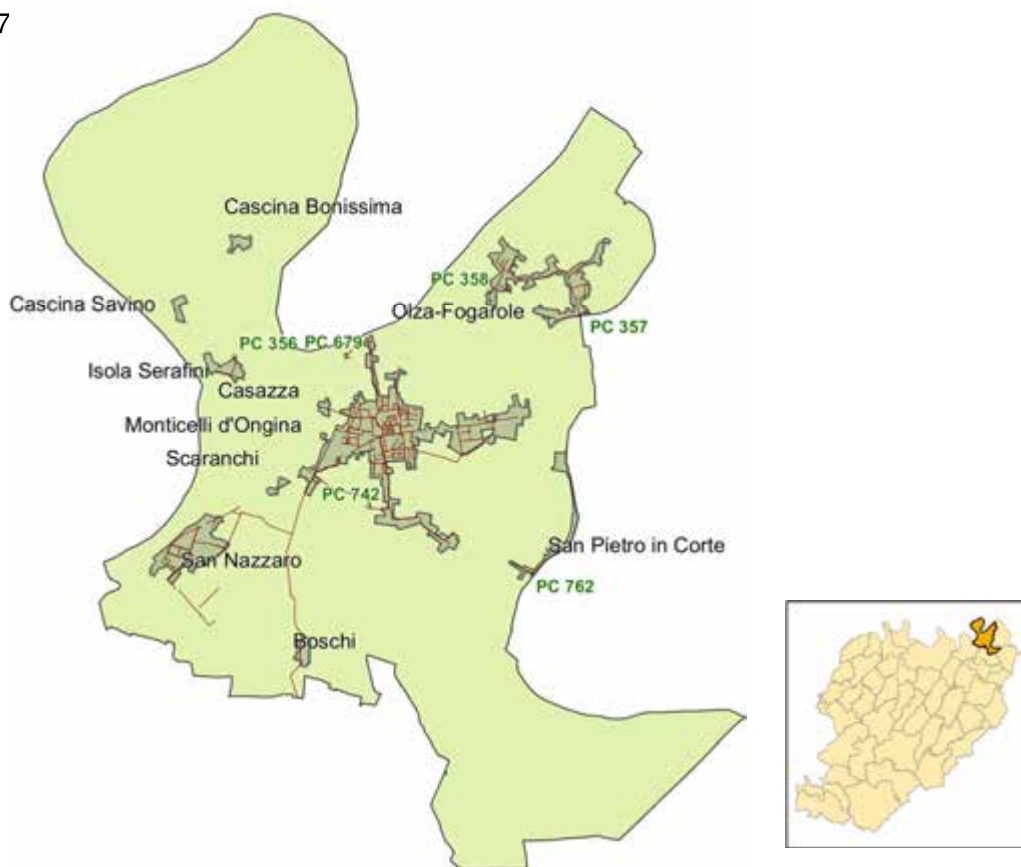 7
Cascina Bonissima
PC 358
Cascina Savino
Olza-Fogarole
PC 357
PC 356 PC 679
Isola Serafini
Casazza
Monticelli d'Ongina
Scaranchi
PC 742
San Pietro in Corte
San Nazzaro
PC 762
Boschi